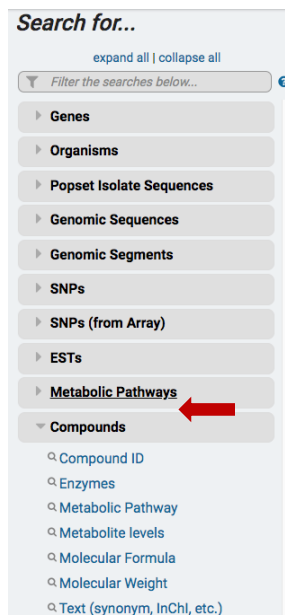 Search for...
expand all | collapse all
Filter the searches below...
Genes
Organisms
Popset Isolate Sequences
Genomic Sequences
Genomic Segments
SNPs
SNPs (from Array)
ESTs
Metabolic Pathways
Compounds
Compound ID
Enzymes
Metabolic Pathway
Metabolite levels
Molecular Formula
Molecular Weight
Text (synonym, InChI, etc.)